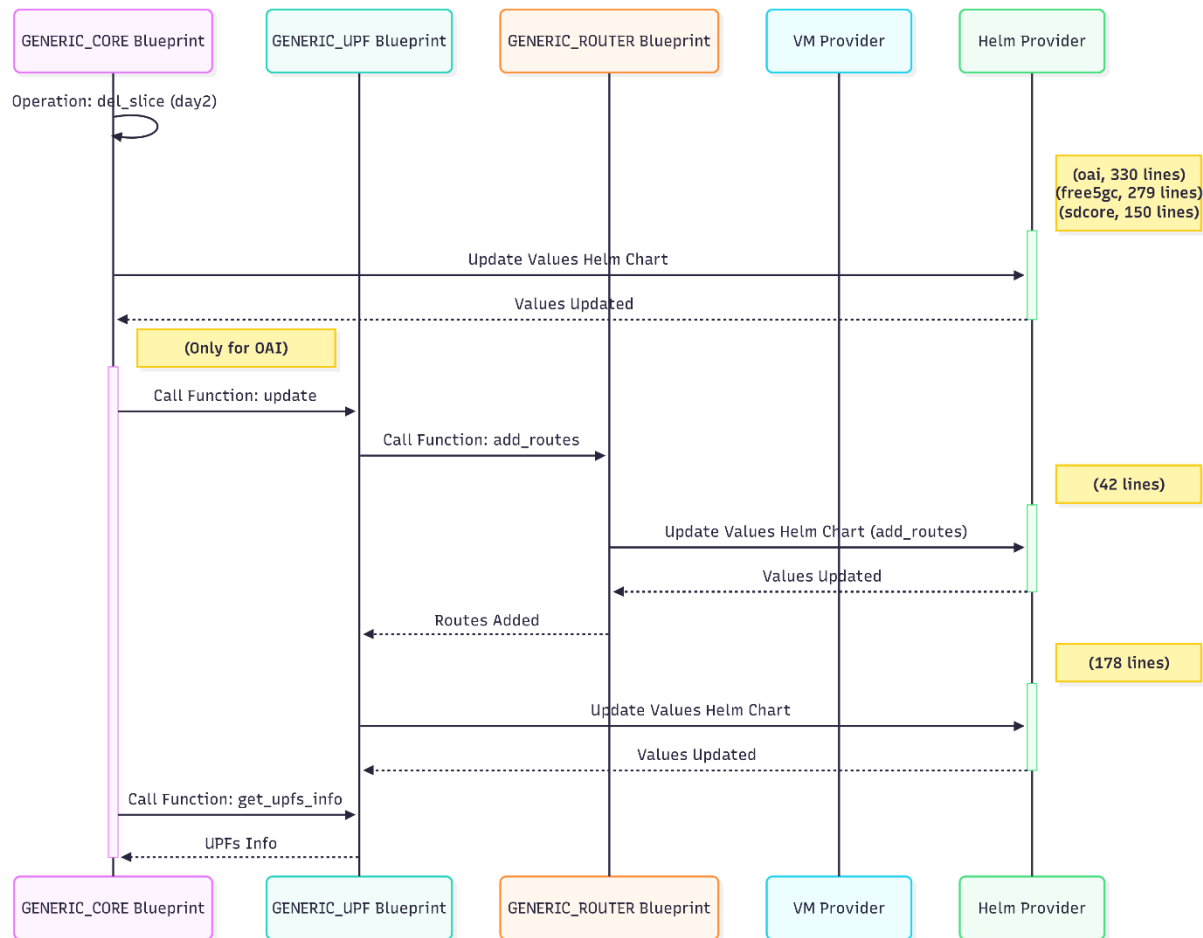 GENERIC_CORE Blueprint
GENERIC_UPF Blueprint
GENERIC_ROUTER Blueprint
VM Provider
Helm Provider
Operation: del_slice (day2)
(oai, 330 lines)
(free5gc, 279 lines)
(sdcore, 150 lines)
Update Values Helm Chart
Values Updated
(Only for OAI)
Call Function: update
Call Function: add_routes
(42 lines)
Update Values Helm Chart (add_routes)
Values Updated
Routes Added
(178 lines)
Update Values Helm Chart
Values Updated
Call Function: get_upfs_info
UPFs Info
GENERIC_CORE Blueprint
GENERIC_UPF Blueprint
GENERIC_ROUTER Blueprint
VM Provider
Helm Provider